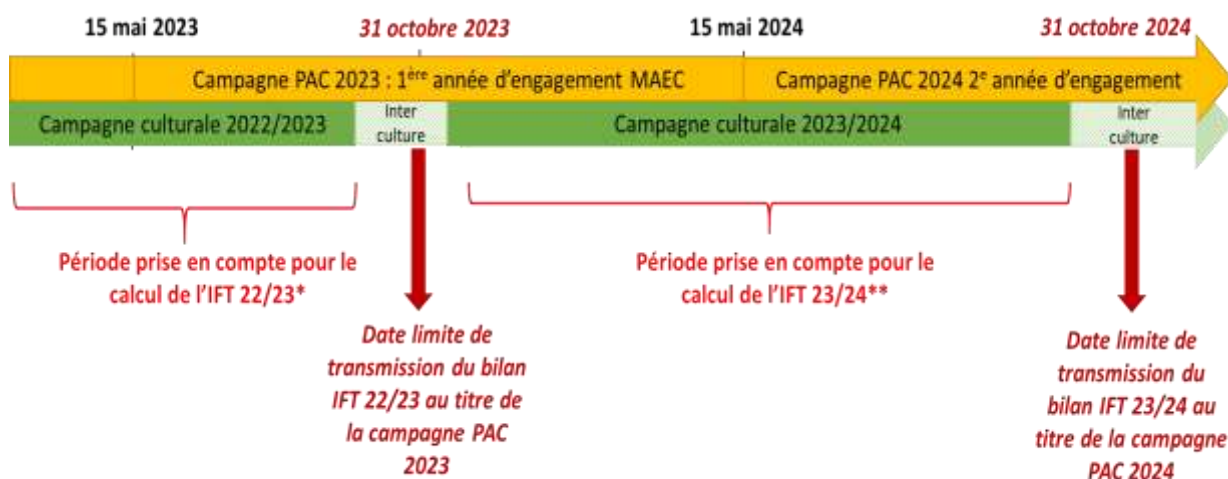 15 mai 2023
31 octobre 2023
15 mai 2024
31 octobre 2024
Campagne PAC 2023 : 1ère année d'engagement MAEC
Campagne PAC 2024 2e année d'engagement
Campagne culturale 2022/2023
Inter
culture
Campagne culturale 2023/2024
Inter
culture
Période prise en compte pour le
calcul de l'IFT 22/23*
Période prise en compte pour le
calcul de l'IFT 23/24**
Date limite de
transmission du bilan
IFT 22/23 au titre de
la campagne PAC
2023
Date limite de
transmission du
bilan IFT 23/24 au
titre de la campagne
PAC 2024